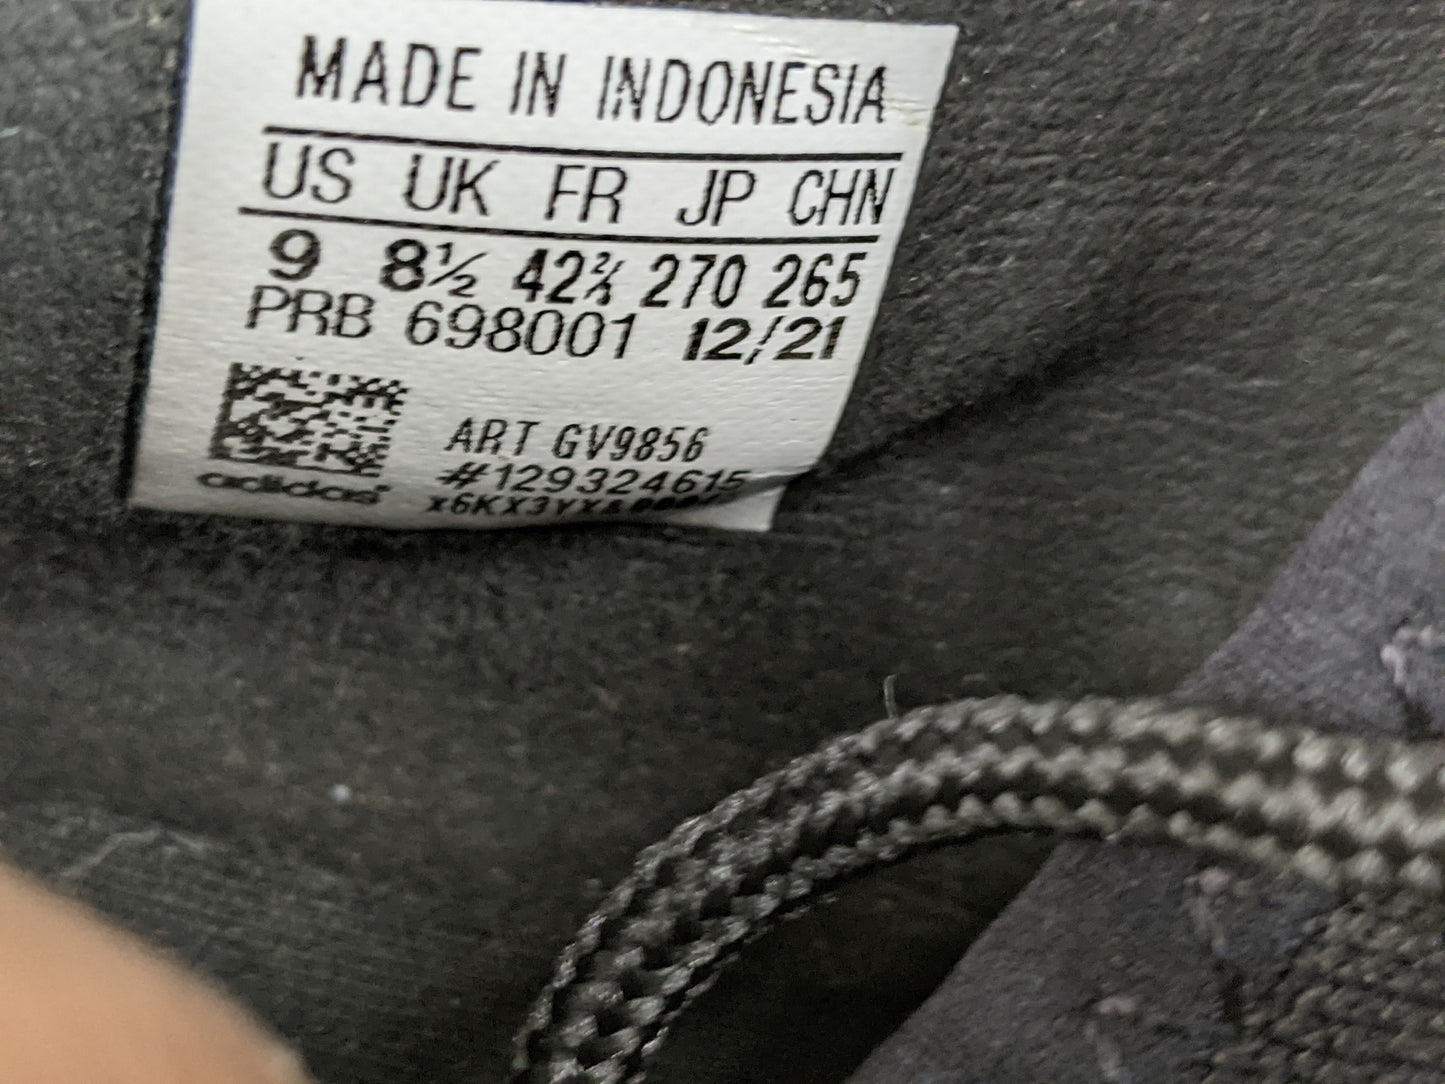 MADE IN INDONESIA
US UK FR JP CHN
9 8½ 42⅔ 270 265
PRB 698001 12/21
ART GV9856
#129324615
adidas